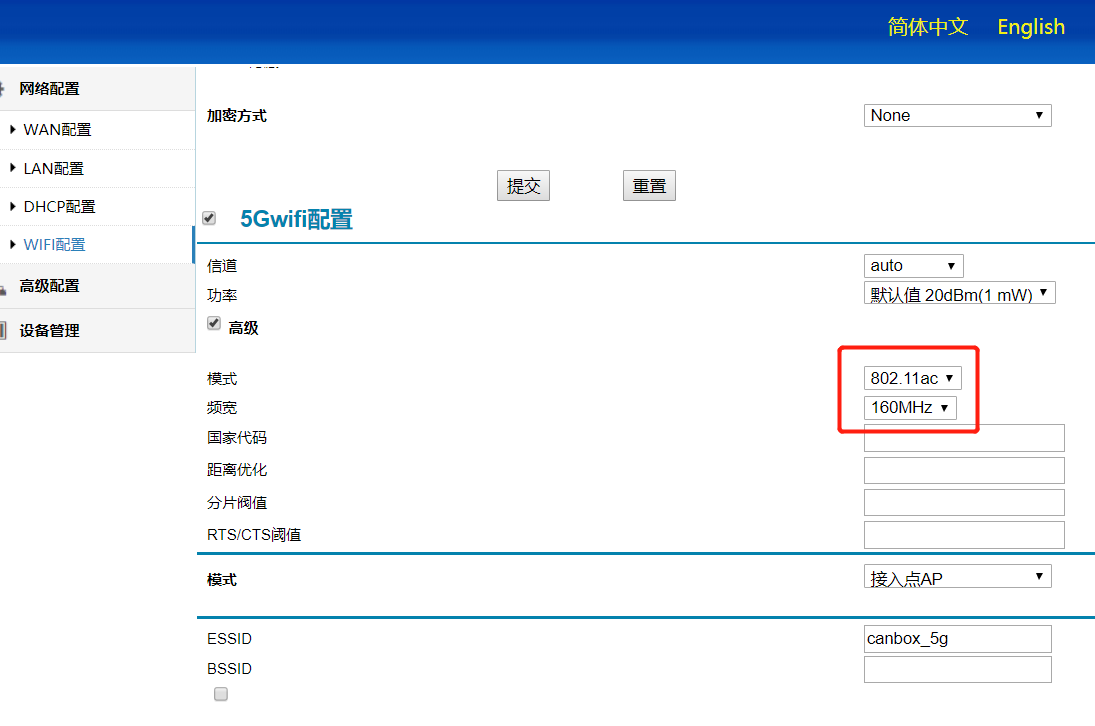 简体中文 English
网络配置
WAN配置
LAN配置
DHCP配置
WIFI配置
高级配置
设备管理
加密方式 None
提交 重置
5Gwifi配置
信道 auto
功率 默认值 20dBm(1 mW)
高级
模式 802.11ac
频宽 160MHz
国家代码
距离优化
分片阀值
RTS/CTS阈值
模式 接入点AP
ESSID canbox_5g
BSSID